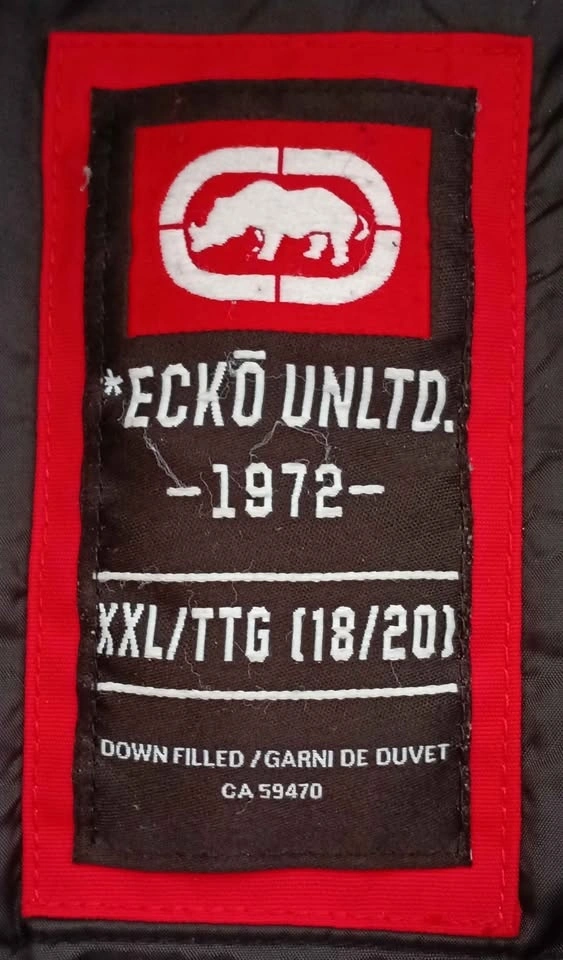 *ECKŌ UNLTD.
-1972-
XXL/TTG (18/20)
DOWN FILLED / GARNI DE DUVET
CA 59470